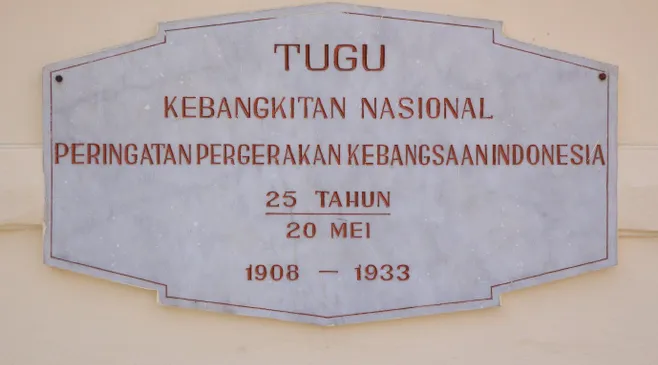 TUGU
KEBANGKITAN NASIONAL
PERINGATAN PERGERAKAN KEBANGSAAN INDONESIA
25 TAHUN
20 MEI
1908 — 1933